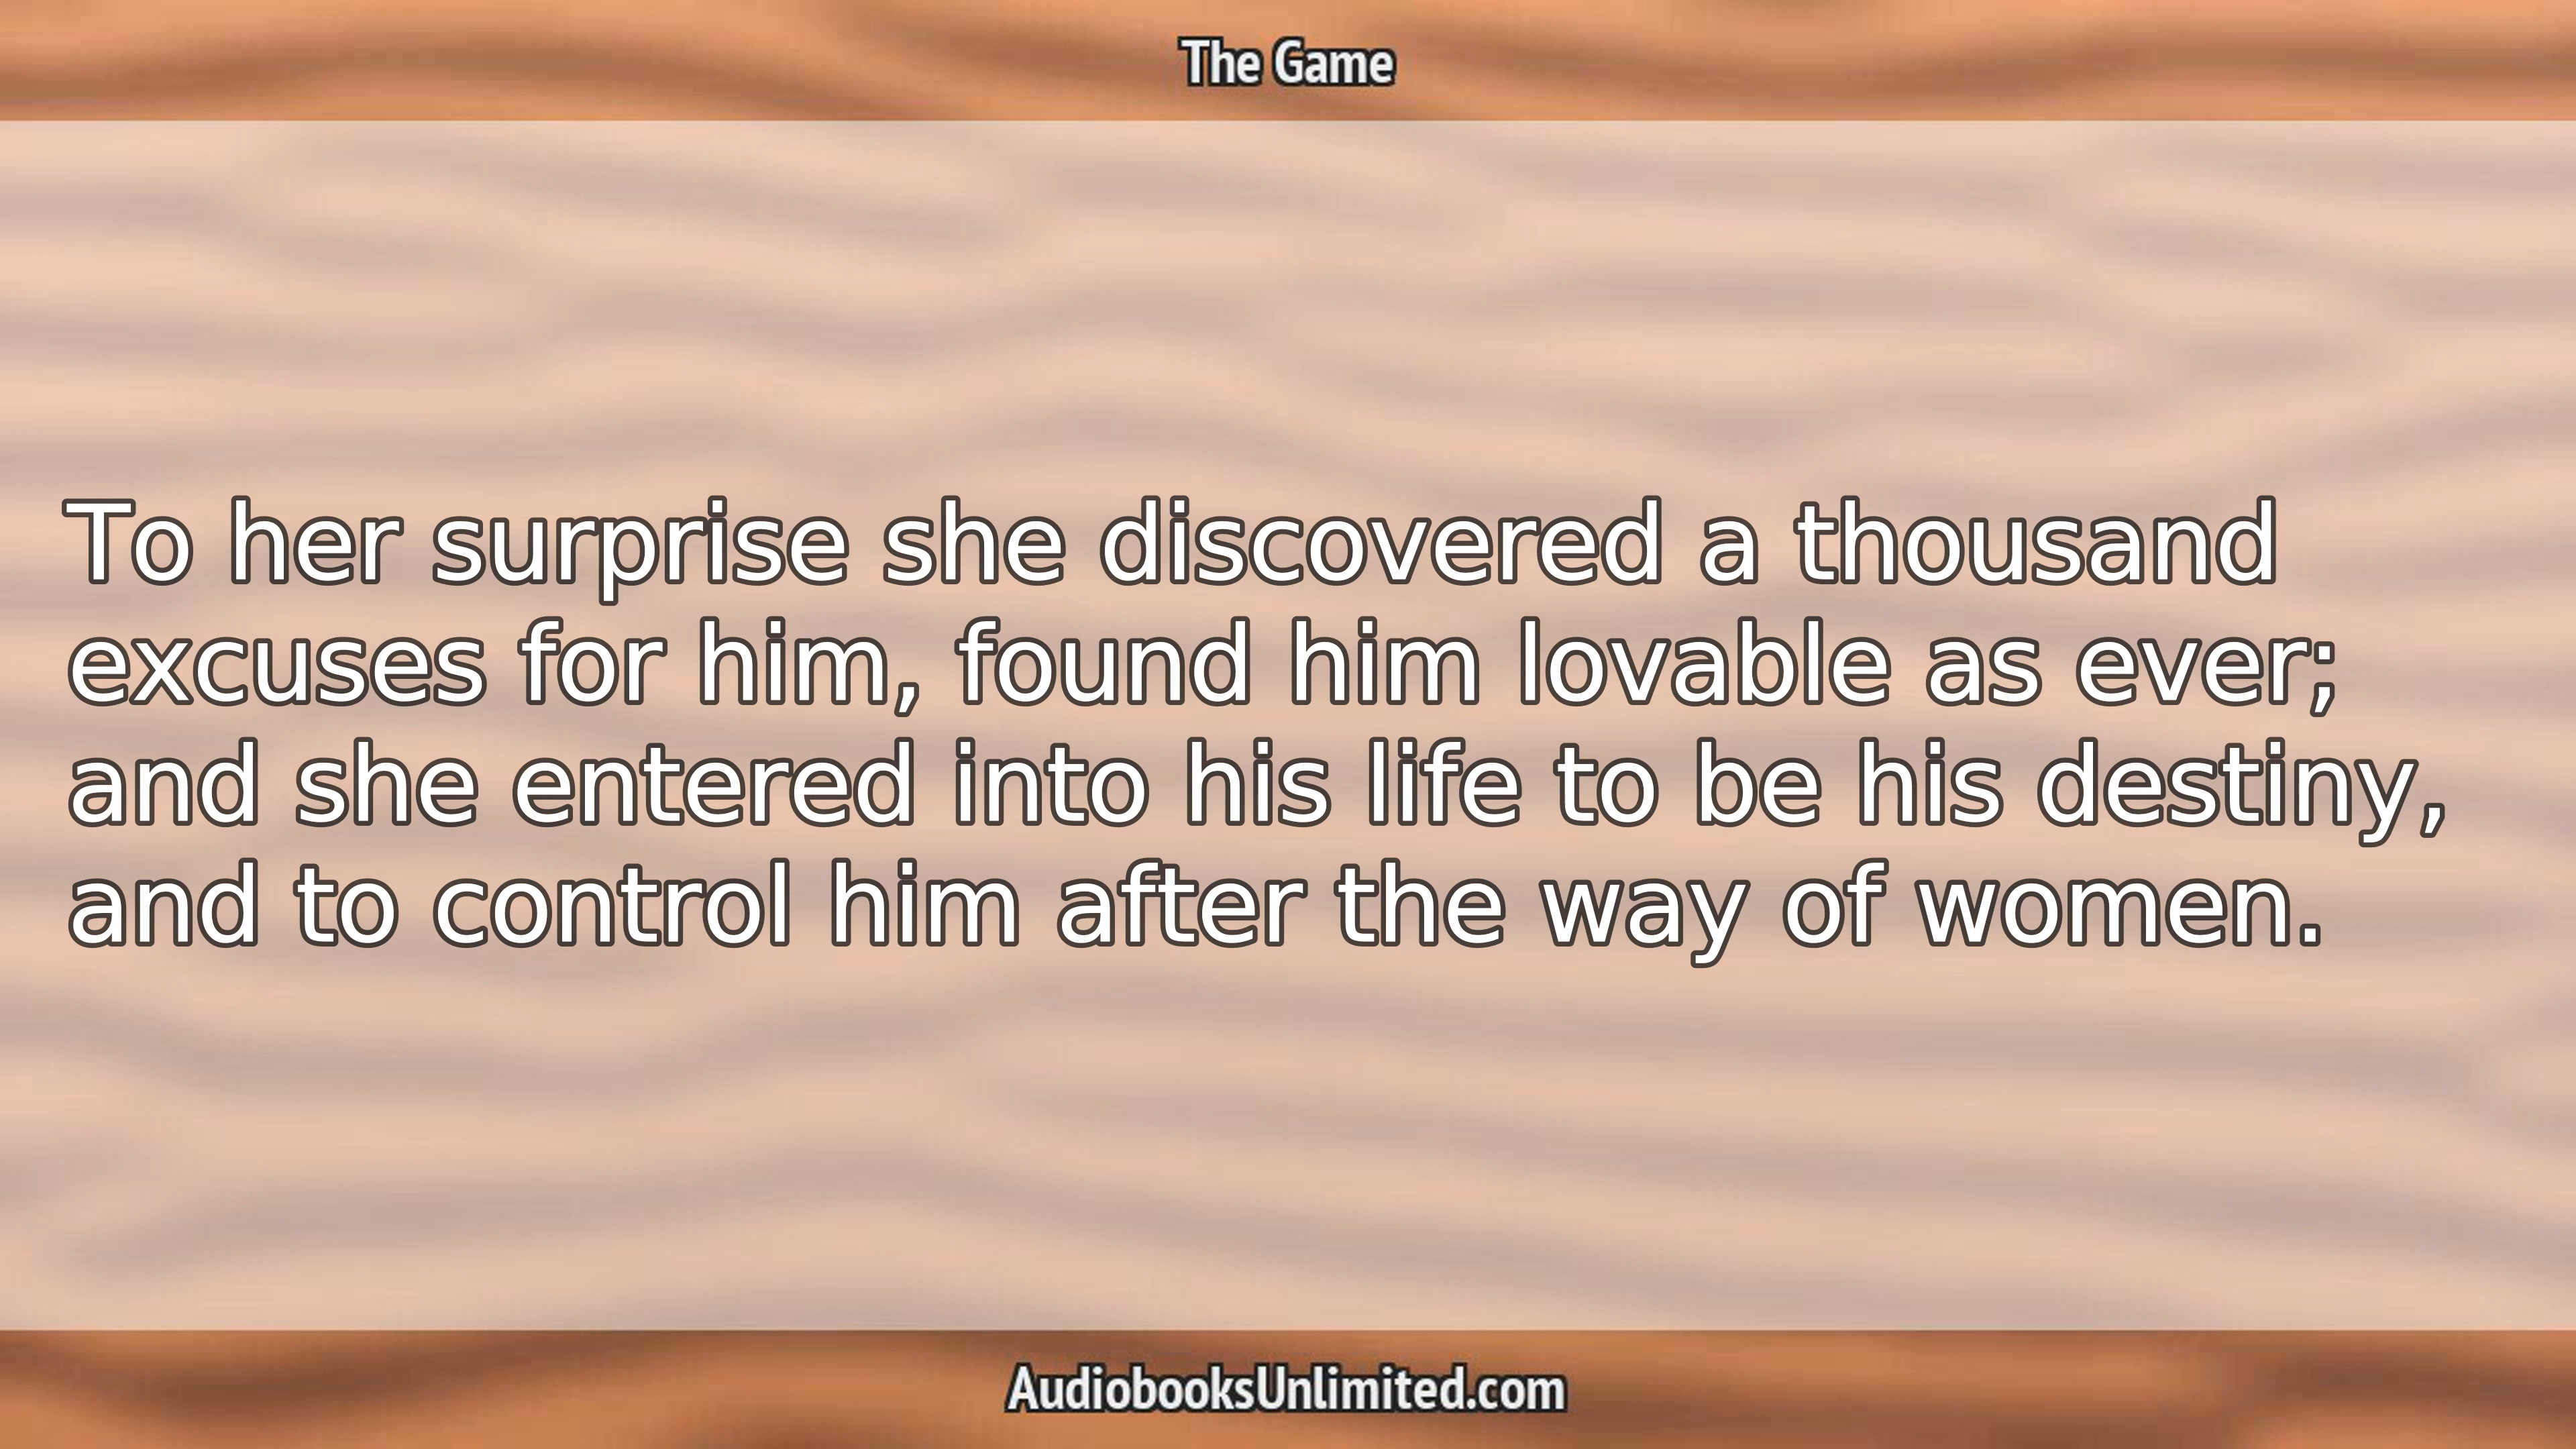 The Game
To her surprise she discovered a thousand
excuses for him, found him lovable as ever;
and she entered into his life to be his destiny,
and to control him after the way of women.
AudiobooksUnlimited.com